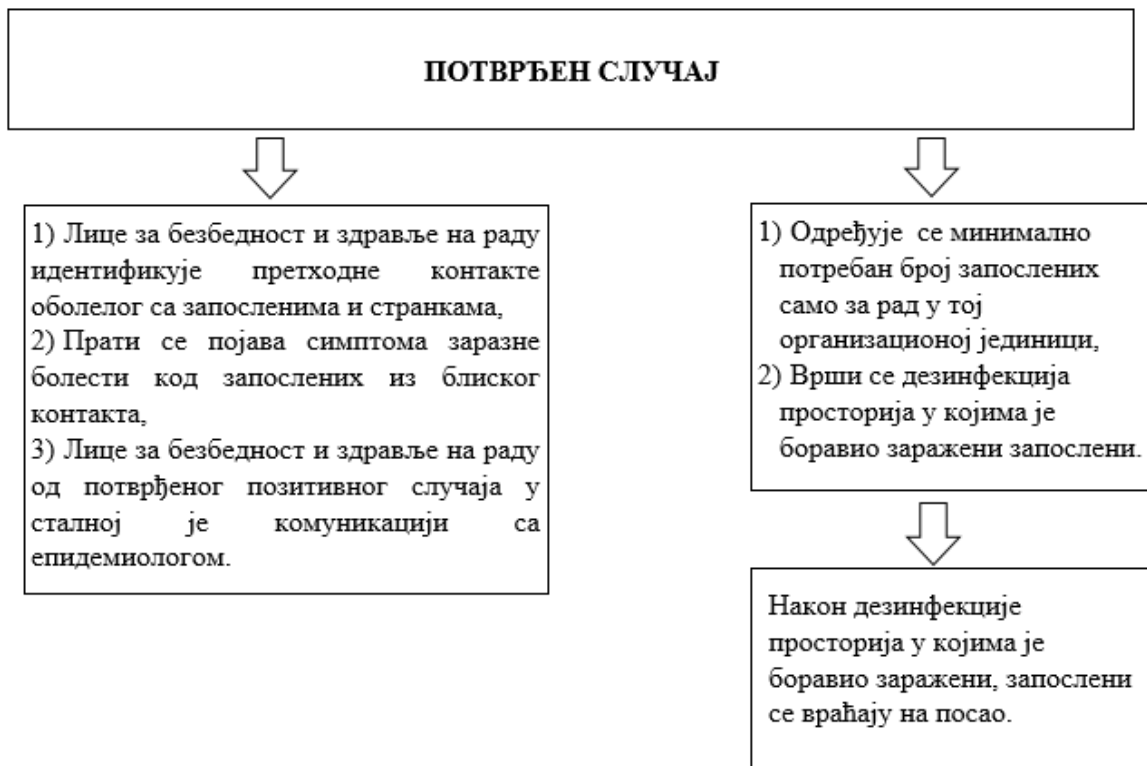 ПОТВРЂЕН СЛУЧАЈ
1) Лице за безбедност и здравље на раду
идентификује претходне контакте
оболелог са запосленима и странкама,
2) Прати се појава симптома заразне
болести код запослених из блиског
контакта,
3) Лице за безбедност и здравље на раду
од потврђеног позитивног случаја у
сталној је комуникацији са
епидемиологом.
1) Одређује се минимално
потребан број запослених
само за рад у тој
организационој јединици,
2) Врши се дезинфекција
просторија у којима је
боравио заражени запослени.
Након дезинфекције
просторија у којима је
боравио заражени, запослени
се враћају на посао.